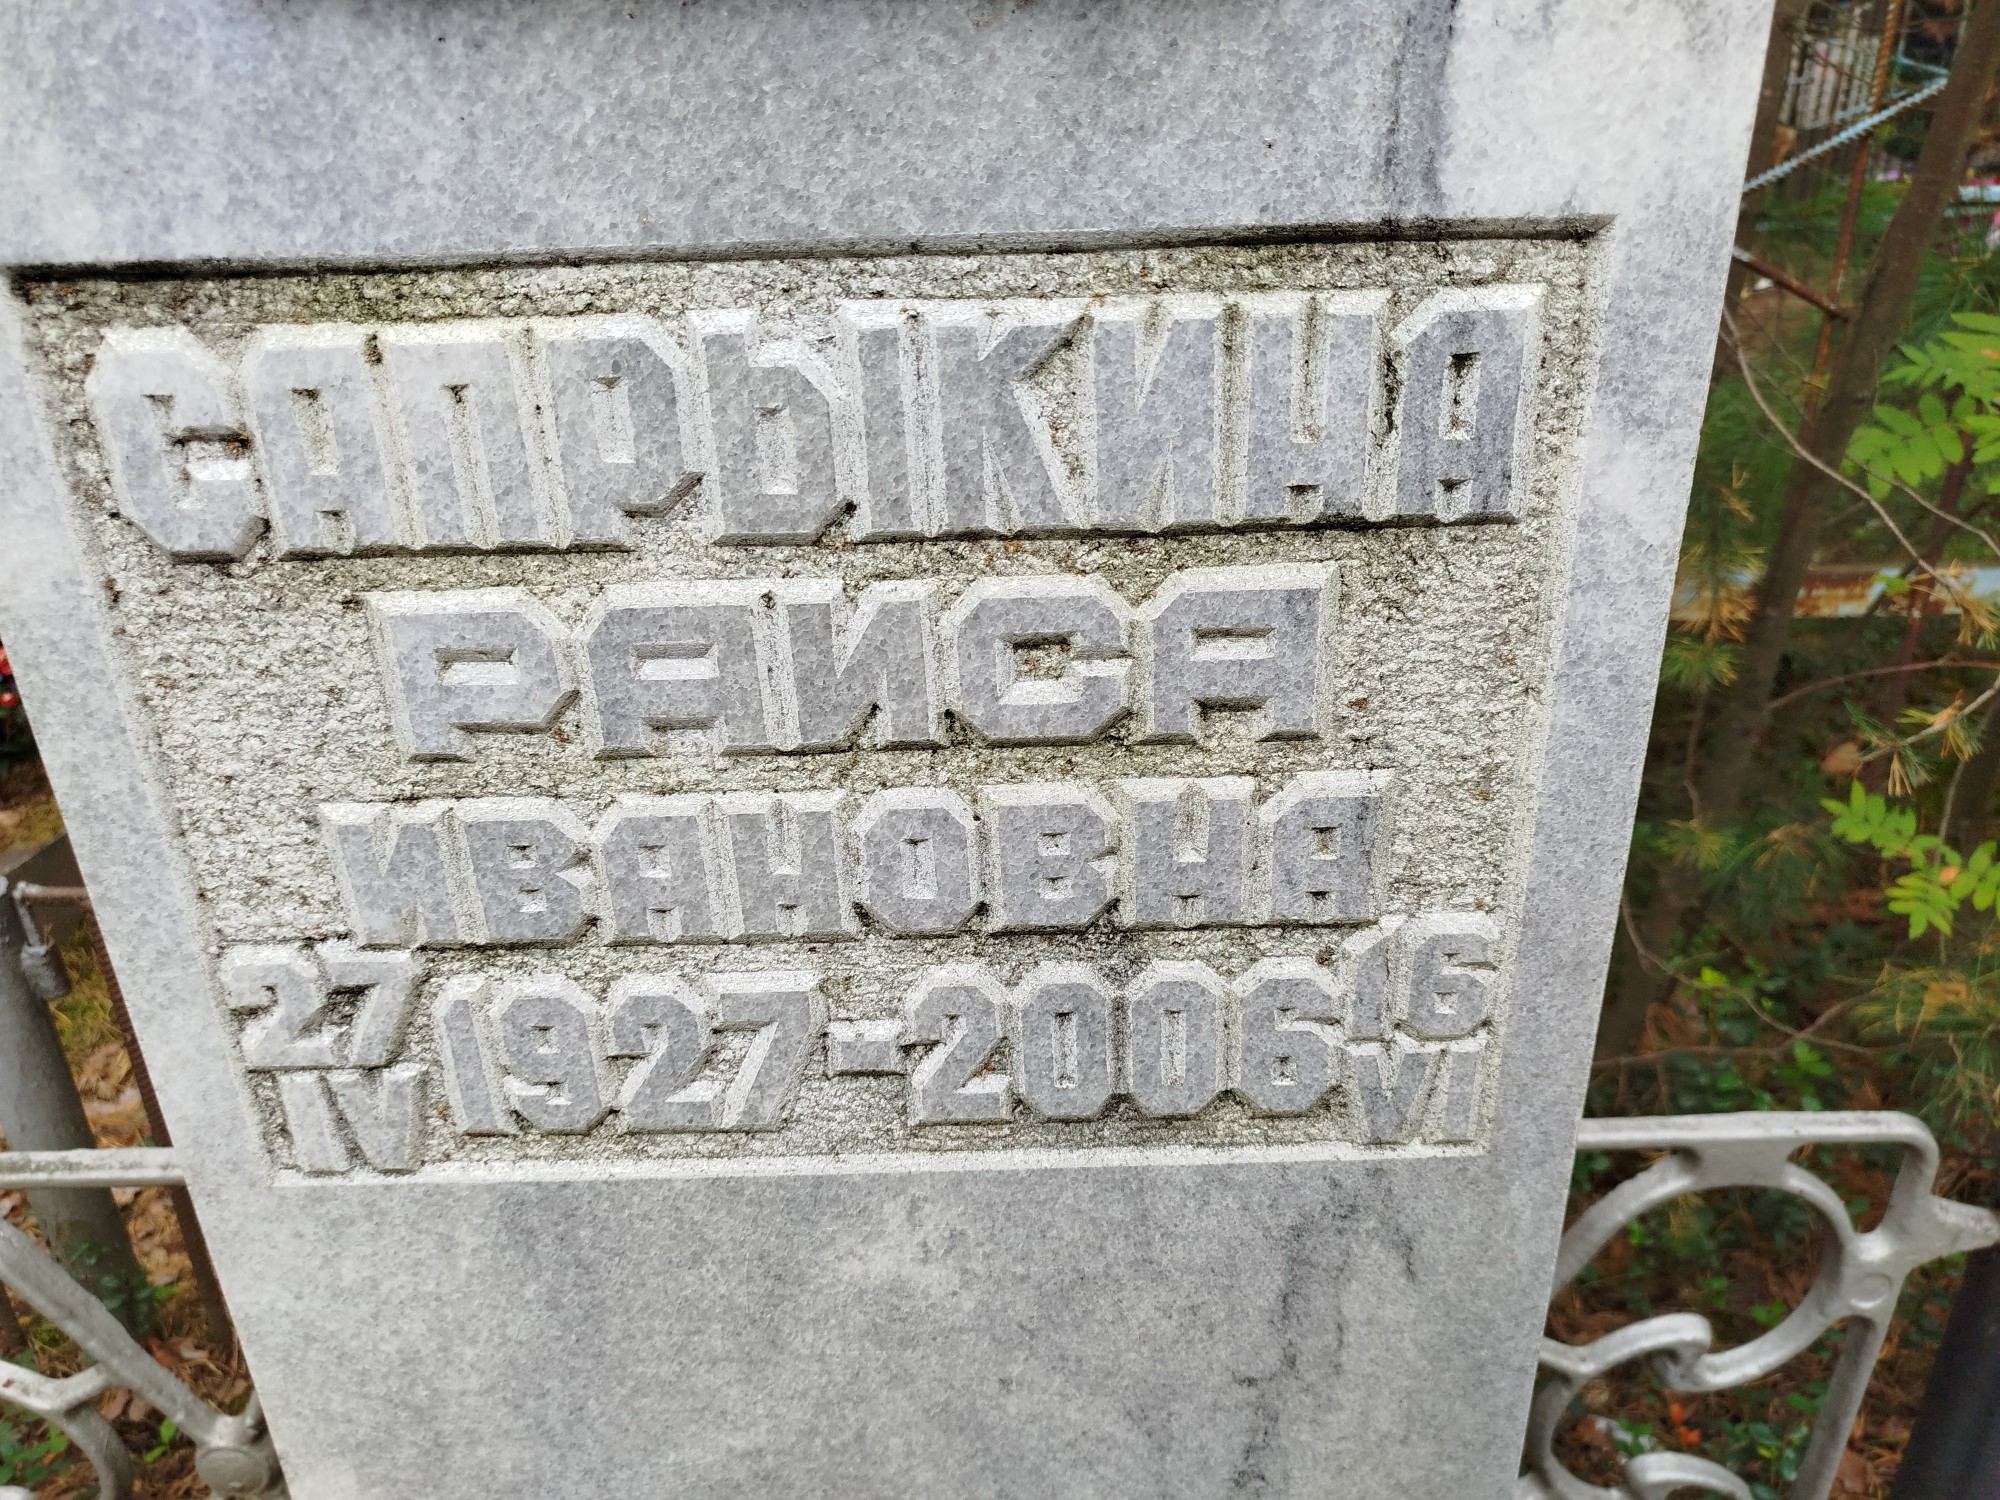 САПРЫКИНА
РАИСА
ИВАНОВНА
27 IV 1927-2006 16 VI